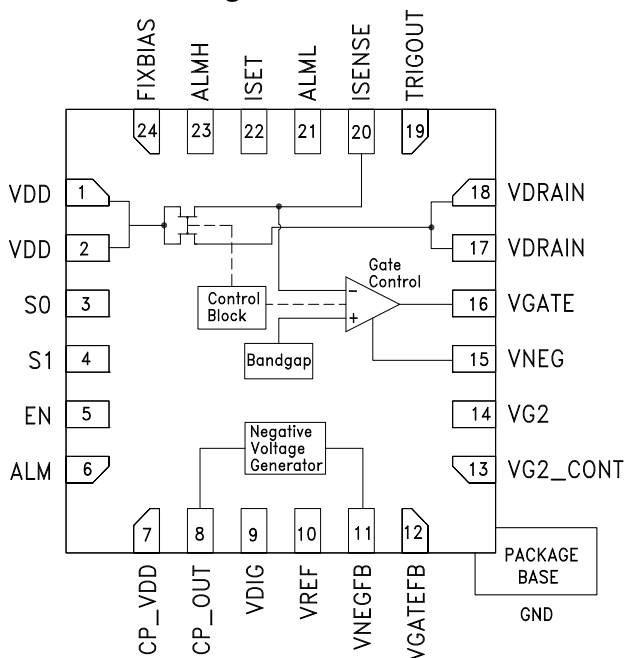 FIXBIAS
ALMH
ISET
ALML
ISENSE
TRIGOUT
24
23
22
21
20
19
VDD
1
18
VDRAIN
VDD
2
17
VDRAIN
Gate
Control
S0
3
Control
Block
−
+
16
VGATE
S1
4
Bandgap
15
VNEG
EN
5
14
VG2
Negative
Voltage
Generator
ALM
6
13
VG2_CONT
7
8
9
10
11
12
CP_VDD
CP_OUT
VDIG
VREF
VNEGFB
VGATEFB
PACKAGE
BASE
GND